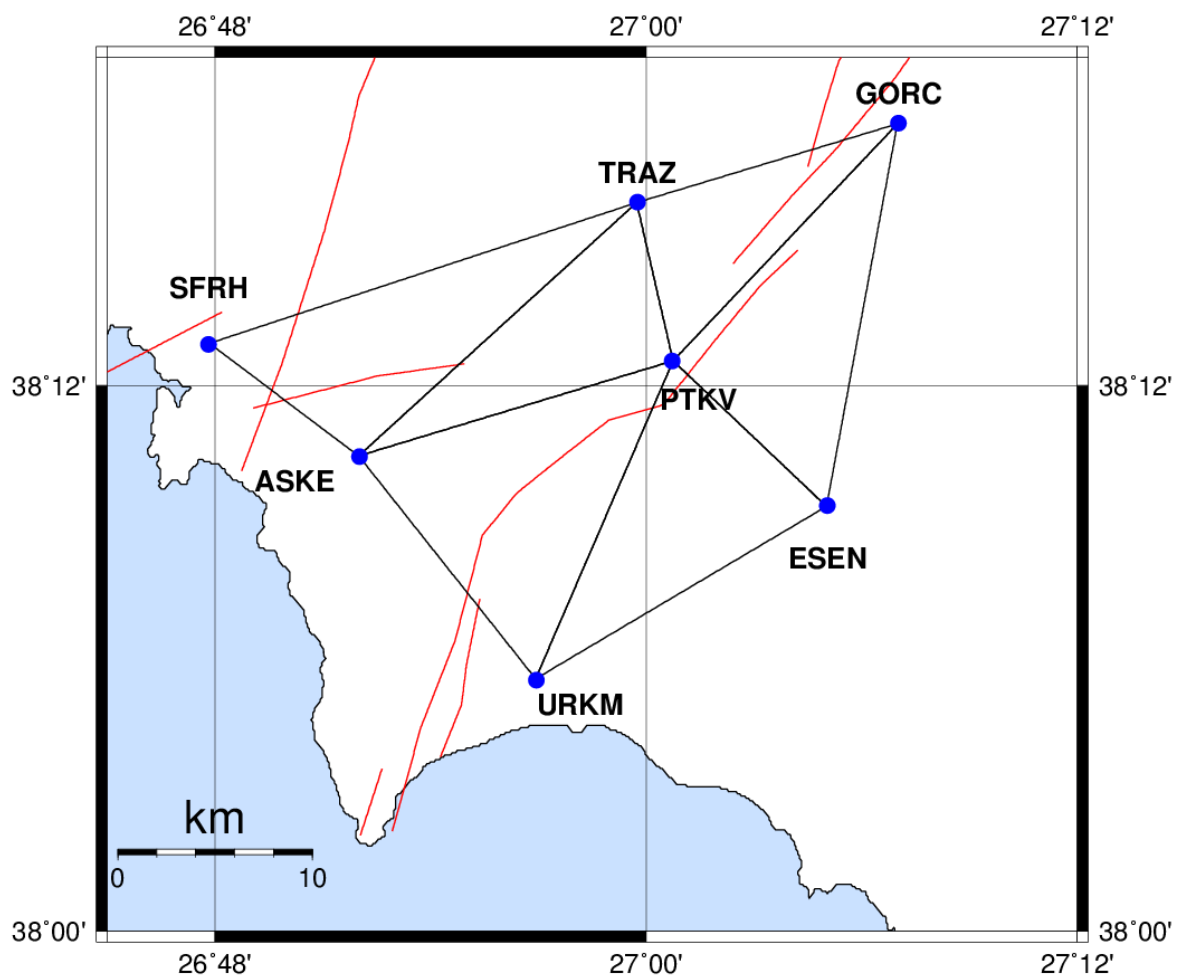 26˚48' 27˚00' 27˚12'
GORC
TRAZ
SFRH
38˚12' 38˚12'
PTKV
ASKE
ESEN
URKM
km
0 10
38˚00' 38˚00'
26˚48' 27˚00' 27˚12'